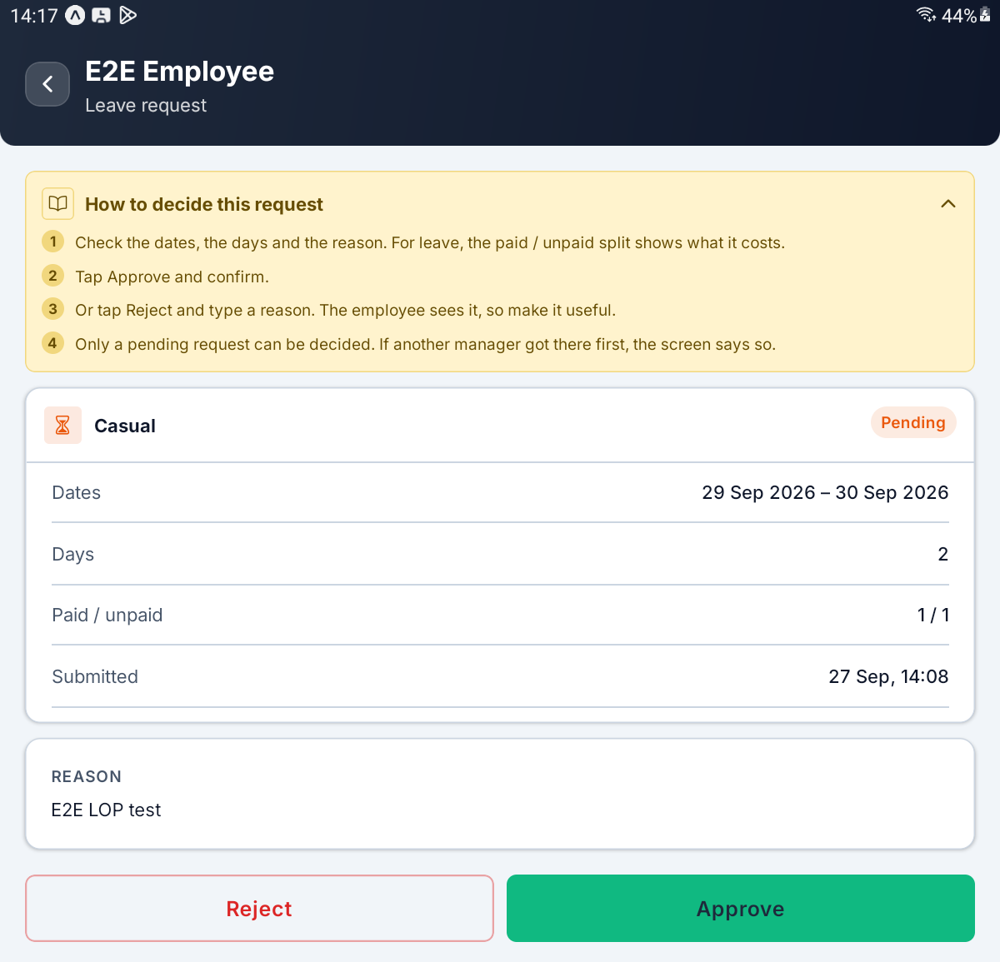 14:17
44%
E2E Employee
Leave request
How to decide this request
1 Check the dates, the days and the reason. For leave, the paid / unpaid split shows what it costs.
2 Tap Approve and confirm.
3 Or tap Reject and type a reason. The employee sees it, so make it useful.
4 Only a pending request can be decided. If another manager got there first, the screen says so.
Casual
Pending
Dates 29 Sep 2026 – 30 Sep 2026
Days 2
Paid / unpaid 1 / 1
Submitted 27 Sep, 14:08
REASON
E2E LOP test
Reject
Approve